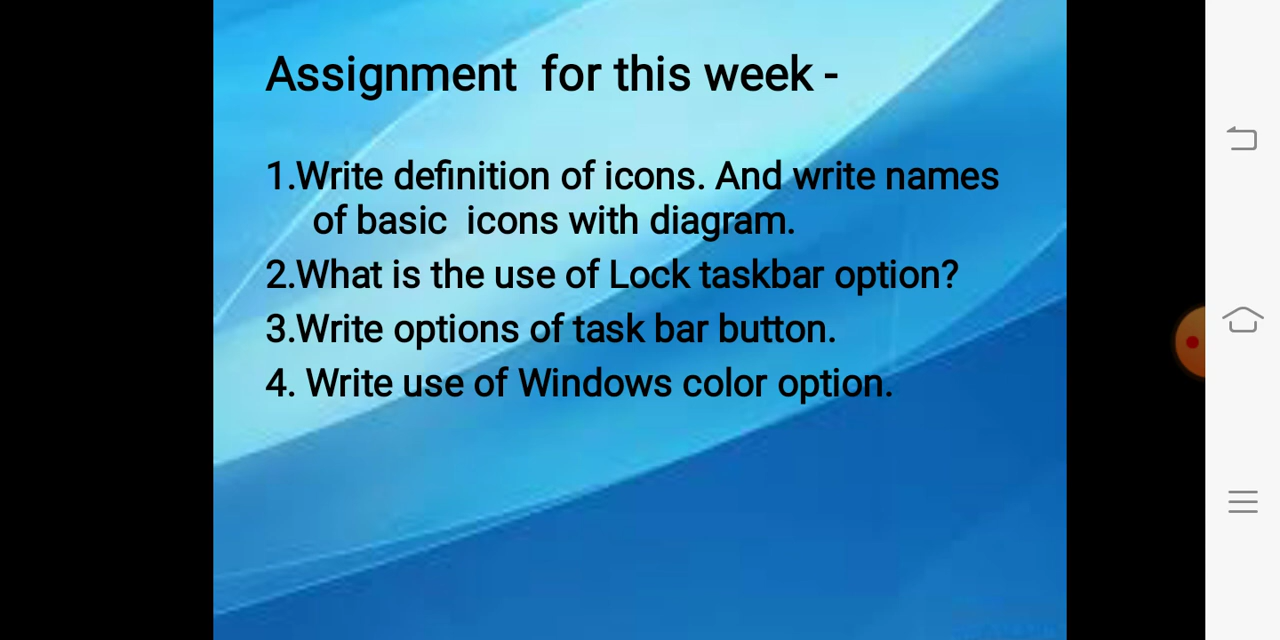 Assignment for this week -
1.Write definition of icons. And write names
of basic icons with diagram.
2.What is the use of Lock taskbar option?
3.Write options of task bar button.
4. Write use of Windows color option.